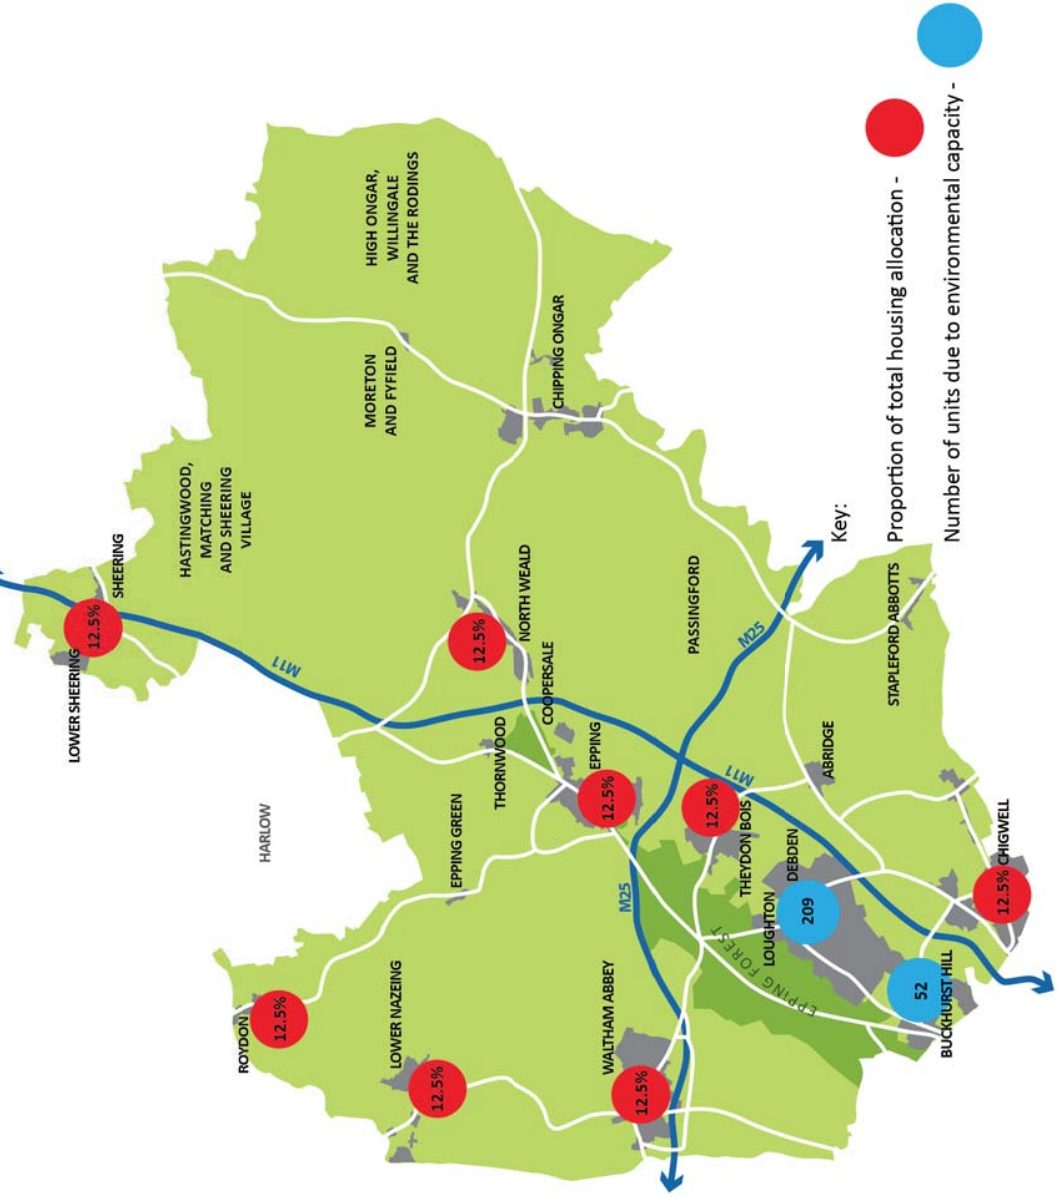 LOWER SHEERING
12.5%
SHEERING
HASTINGWOOD,
MATCHING
AND SHEERING
VILLAGE
M11
HARLOW
HIGH ONGAR,
WILLINGALE
AND THE RODINGS
MORETON
AND FYFIELD
ROYDON
12.5%
LOWER NAZEING
12.5%
EPPING GREEN
THORNWOOD
12.5%
NORTH WEALD
COOPERSALE
CHIPPING ONGAR
EPPING
12.5%
WALTHAM ABBEY
12.5%
M25
12.5%
THEYDON BOIS
M11
M25
PASSINGFORD
EPPING FOREST
LOUGHTON
DEBDEN
209
ABRIDGE
STAPLEFORD ABBOTTS
52
BUCKHURST HILL
12.5%
CHIGWELL
Key:
Proportion of total housing allocation -
Number of units due to environmental capacity -